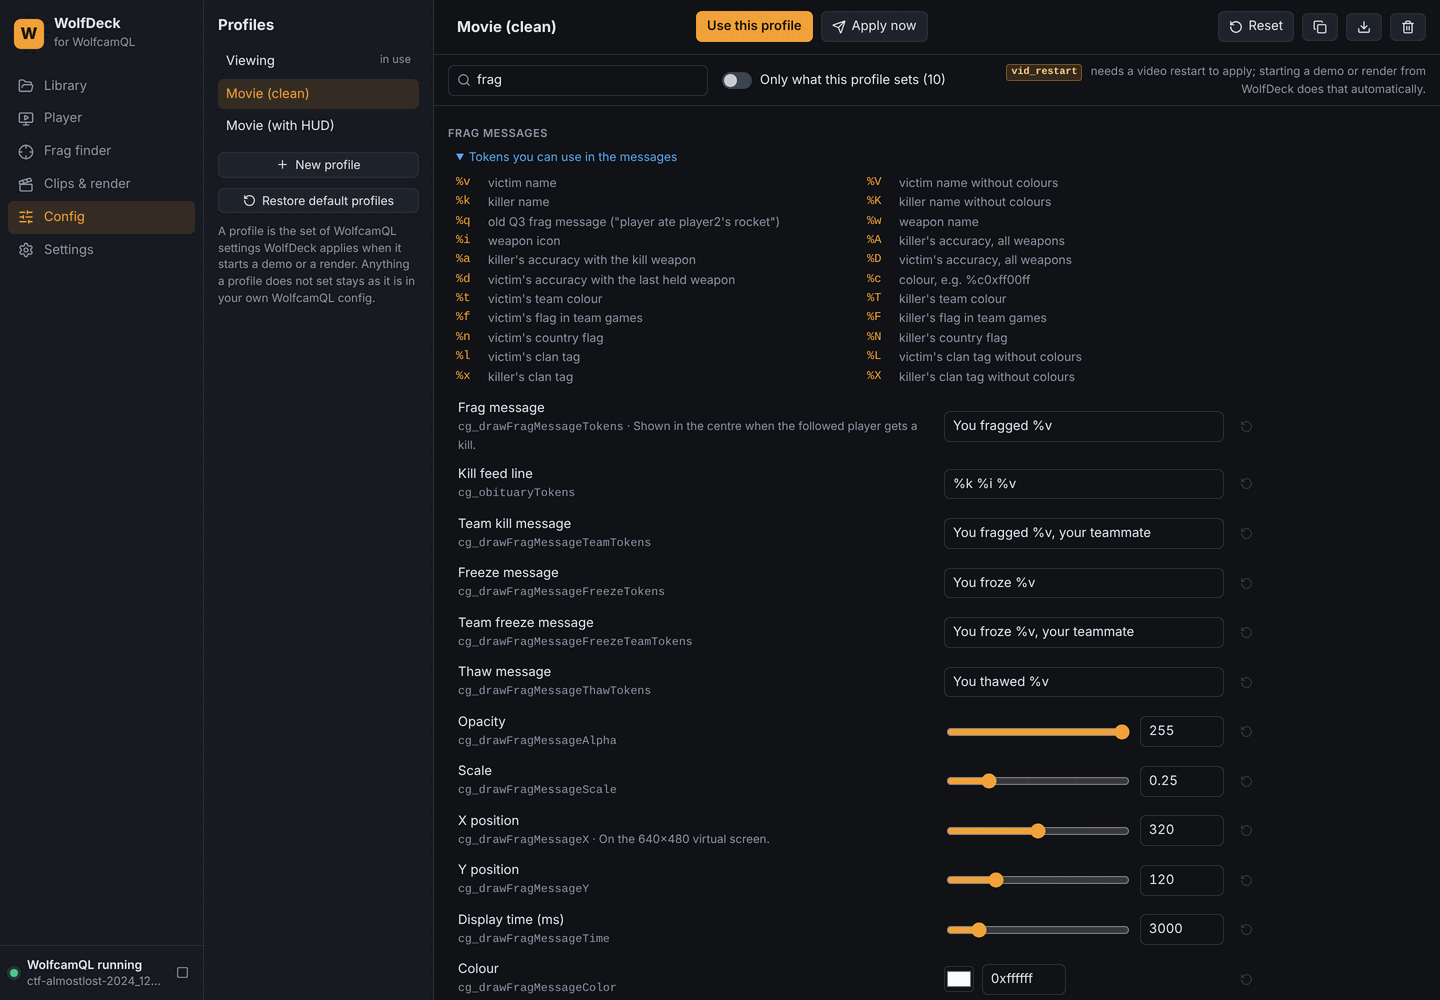 W
WolfDeck
for WolfcamQL
Library
Player
Frag finder
Clips & render
Config
Settings
WolfcamQL running
ctf-almostlost-2024_12...
Profiles
Viewing
in use
Movie (clean)
Movie (with HUD)
+ New profile
Restore default profiles
A profile is the set of WolfcamQL
settings WolfDeck applies when it
starts a demo or a render. Anything
a profile does not set stays as it is in
your own WolfcamQL config.
Movie (clean)
Use this profile
Apply now
Reset
frag
Only what this profile sets (10)
vid_restart needs a video restart to apply; starting a demo or render from
WolfDeck does that automatically.
FRAG MESSAGES
▼ Tokens you can use in the messages
%v victim name
%V victim name without colours
%k killer name
%K killer name without colours
%q old Q3 frag message ("player ate player2's rocket")
%w weapon name
%i weapon icon
%A killer's accuracy, all weapons
%a killer's accuracy with the kill weapon
%D victim's accuracy, all weapons
%d victim's accuracy with the last held weapon
%c colour, e.g. %c0xff00ff
%t victim's team colour
%T killer's team colour
%f victim's flag in team games
%F killer's flag in team games
%n victim's country flag
%N killer's country flag
%l victim's clan tag
%L victim's clan tag without colours
%x killer's clan tag
%X killer's clan tag without colours
Frag message
cg_drawFragMessageTokens · Shown in the centre when the followed player gets a
kill.
You fragged %v
Kill feed line
cg_obituaryTokens
%k %i %v
Team kill message
cg_drawFragMessageTeamTokens
You fragged %v, your teammate
Freeze message
cg_drawFragMessageFreezeTokens
You froze %v
Team freeze message
cg_drawFragMessageFreezeTeamTokens
You froze %v, your teammate
Thaw message
cg_drawFragMessageThawTokens
You thawed %v
Opacity
cg_drawFragMessageAlpha
255
Scale
cg_drawFragMessageScale
0.25
X position
cg_drawFragMessageX · On the 640×480 virtual screen.
320
Y position
cg_drawFragMessageY
120
Display time (ms)
cg_drawFragMessageTime
3000
Colour
cg_drawFragMessageColor
0xffffff